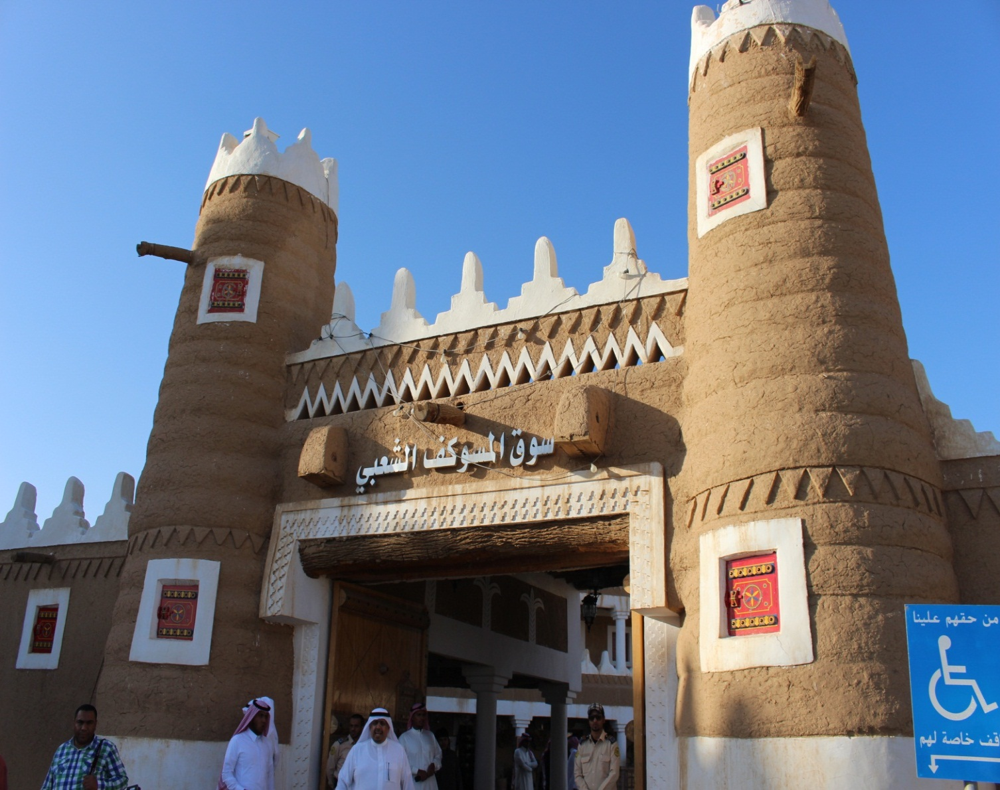 سوق المسوكف الشعبي
من حقهم علينا
قف خاصة لهم